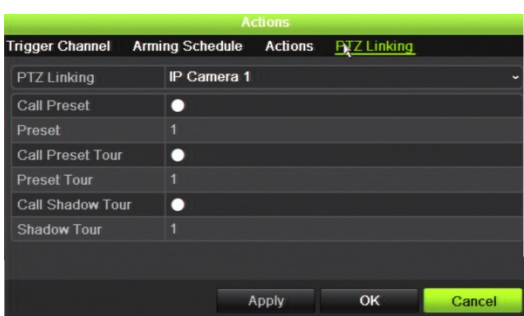 Actions
Trigger Channel Arming Schedule Actions PTZ Linking
PTZ Linking IP Camera 1
Call Preset
Preset 1
Call Preset Tour
Preset Tour 1
Call Shadow Tour
Shadow Tour 1
Apply OK Cancel